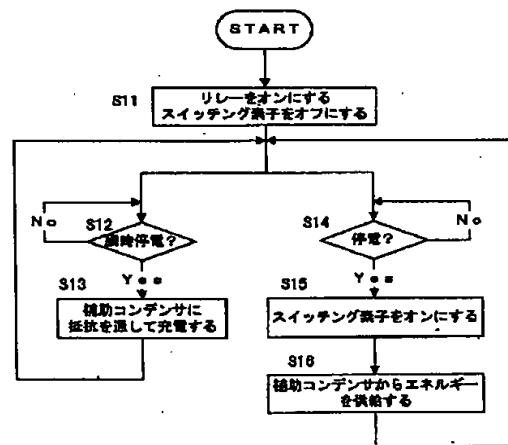 START
S11
リレーをオンにする
スイッチング素子をオフにする
No
S12
瞬時停電?
Yes
S13
補助コンデンサに
抵抗を通して充電する
S14
停電?
No
Yes
S15
スイッチング素子をオンにする
S16
補助コンデンサからエネルギー
を供給する